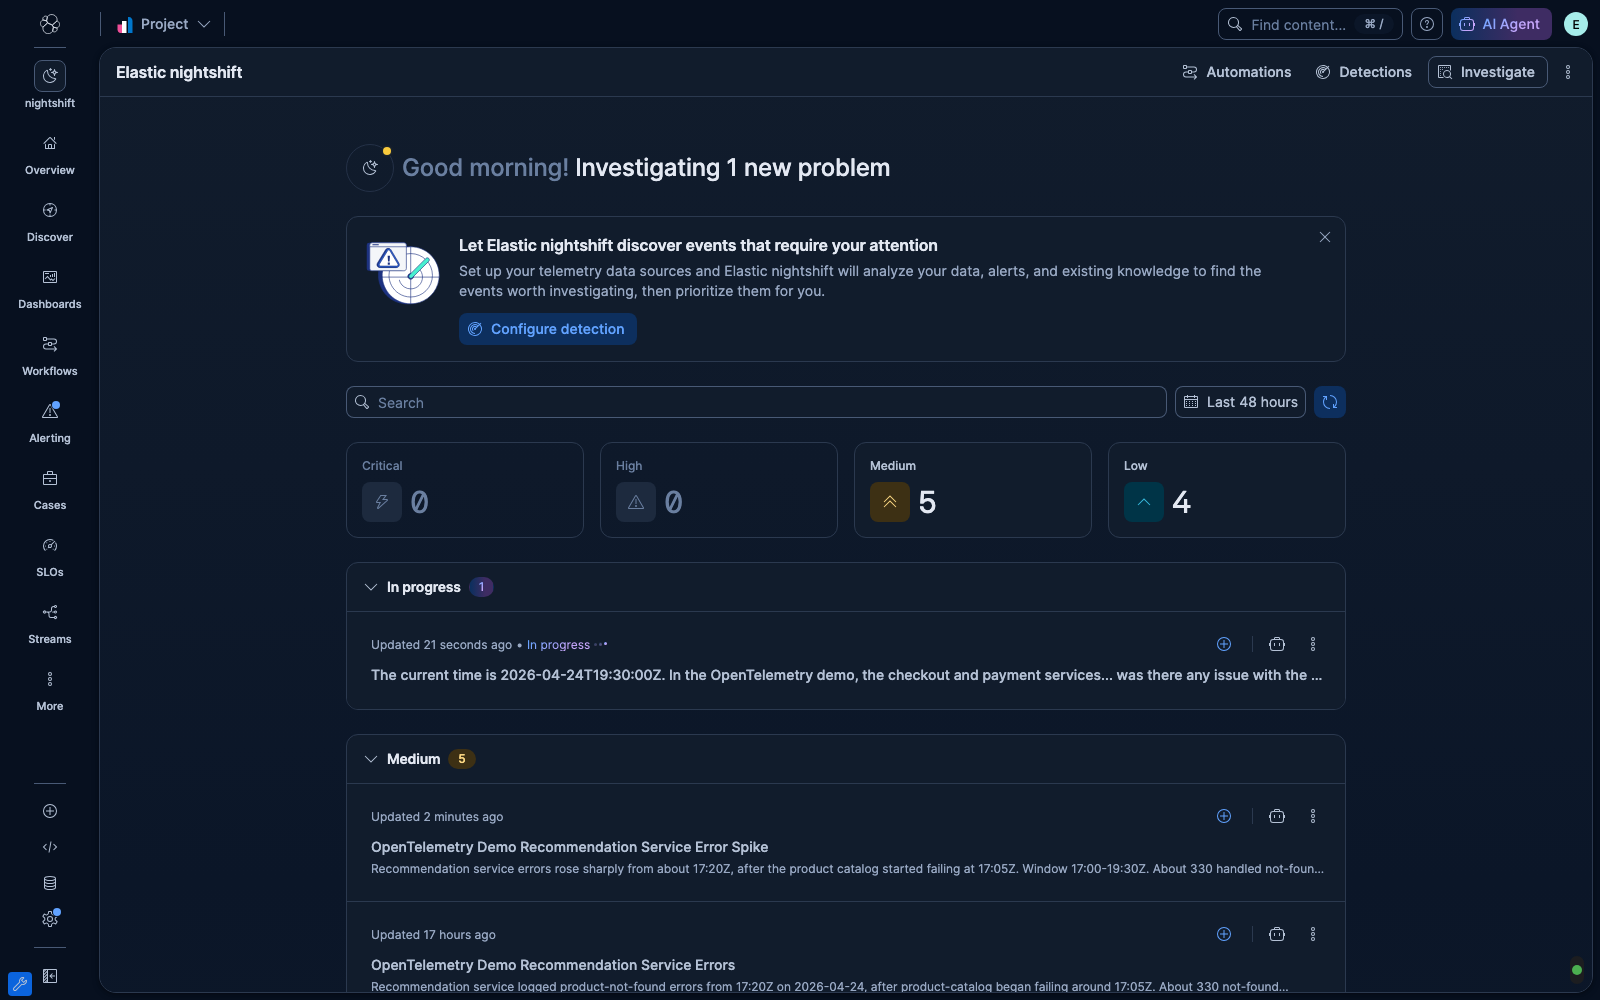 Project
Find content...
⌘ /
AI Agent
E
nightshift
Overview
Discover
Dashboards
Workflows
Alerting
Cases
SLOs
Streams
More
Elastic nightshift
Automations
Detections
Investigate
Good morning! Investigating 1 new problem
Let Elastic nightshift discover events that require your attention
Set up your telemetry data sources and Elastic nightshift will analyze your data, alerts, and existing knowledge to find the
events worth investigating, then prioritize them for you.
Configure detection
Search
Last 48 hours
Critical
0
High
0
Medium
5
Low
4
In progress 1
Updated 21 seconds ago • In progress
The current time is 2026-04-24T19:30:00Z. In the OpenTelemetry demo, the checkout and payment services... was there any issue with the ...
Medium 5
Updated 2 minutes ago
OpenTelemetry Demo Recommendation Service Error Spike
Recommendation service errors rose sharply from about 17:20Z, after the product catalog started failing at 17:05Z. Window 17:00-19:30Z. About 330 handled not-foun...
Updated 17 hours ago
OpenTelemetry Demo Recommendation Service Errors
Recommendation service logged product-not-found errors from 17:20Z on 2026-04-24, after product-catalog began failing around 17:05Z. About 330 not-found...